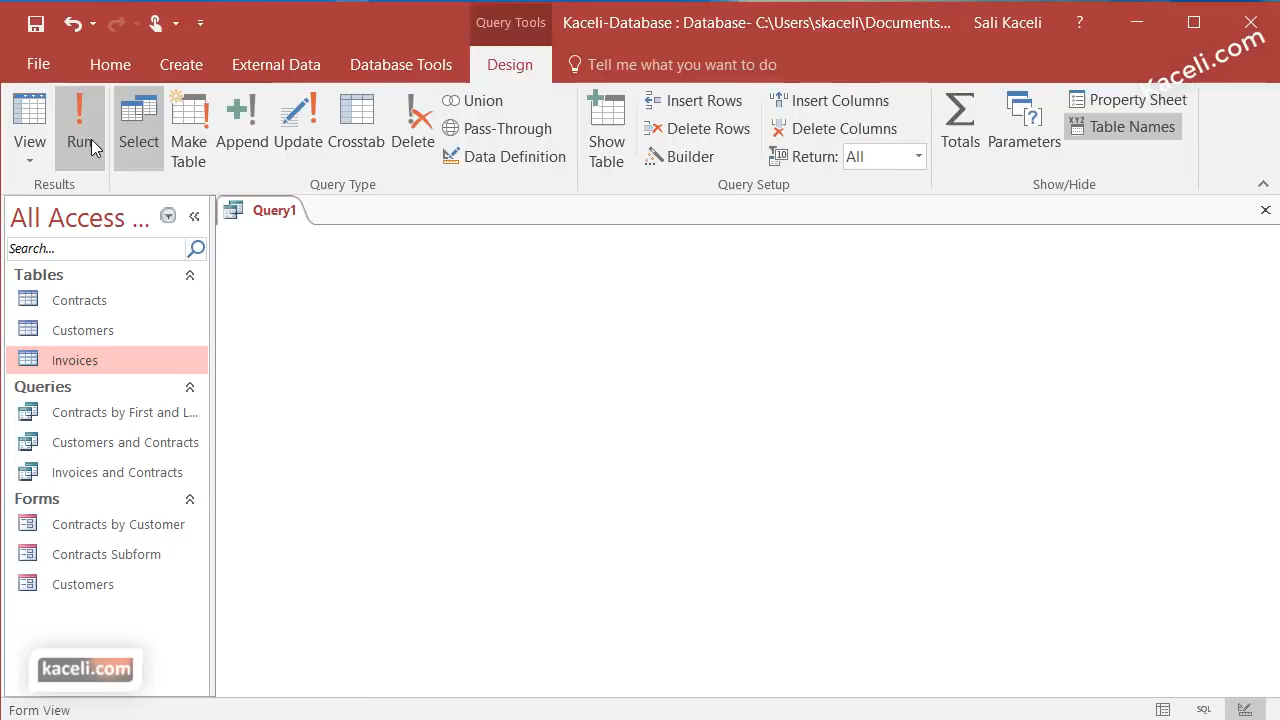 Query Tools
Kaceli-Database : Database- C:\Users\skaceli\Documents...
Sali Kaceli
?
File
Home
Create
External Data
Database Tools
Design
Tell me what you want to do
Kaceli.com
View
Run
Select
Make
Table
Append
Update
Crosstab
Delete
Union
Pass-Through
Data Definition
Show
Table
Insert Rows
Delete Rows
Builder
Insert Columns
Delete Columns
Return: All
Totals
Parameters
Property Sheet
XYZ Table Names
Results
Query Type
Query Setup
Show/Hide
All Access ...
Search...
Query1
Tables
Contracts
Customers
Invoices
Queries
Contracts by First and L...
Customers and Contracts
Invoices and Contracts
Forms
Contracts by Customer
Contracts Subform
Customers
kaceli.com
Form View
SQL